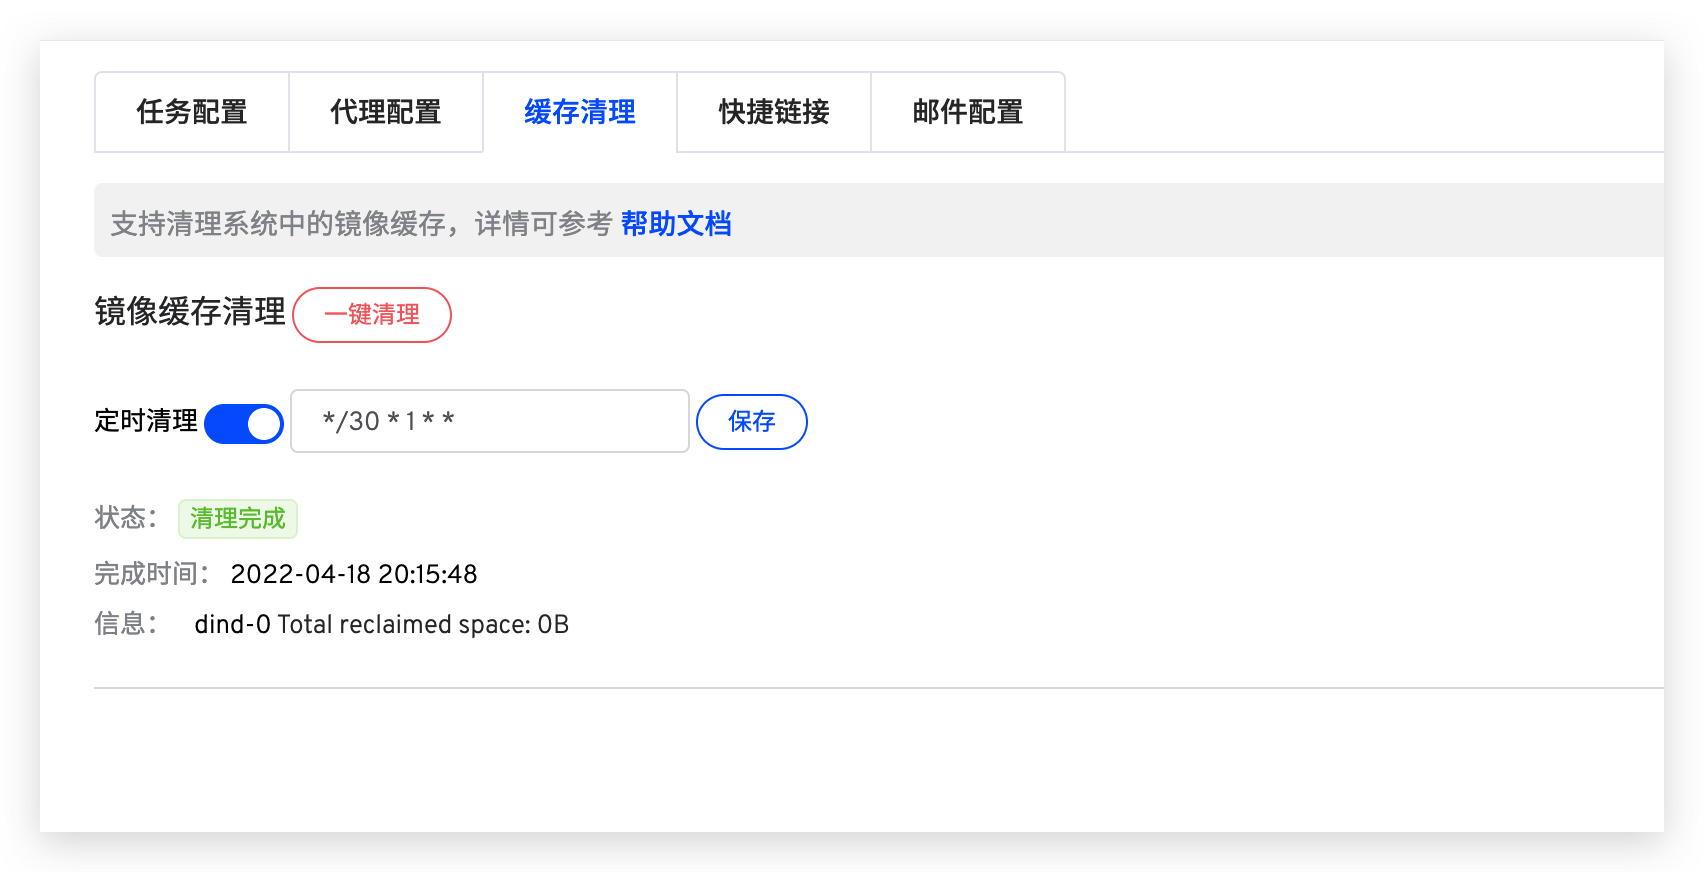 任务配置 代理配置 缓存清理 快捷链接 邮件配置
支持清理系统中的镜像缓存，详情可参考 帮助文档
镜像缓存清理 一键清理
定时清理 */30 * 1 * * 保存
状态： 清理完成
完成时间： 2022-04-18 20:15:48
信息： dind-0 Total reclaimed space: 0B